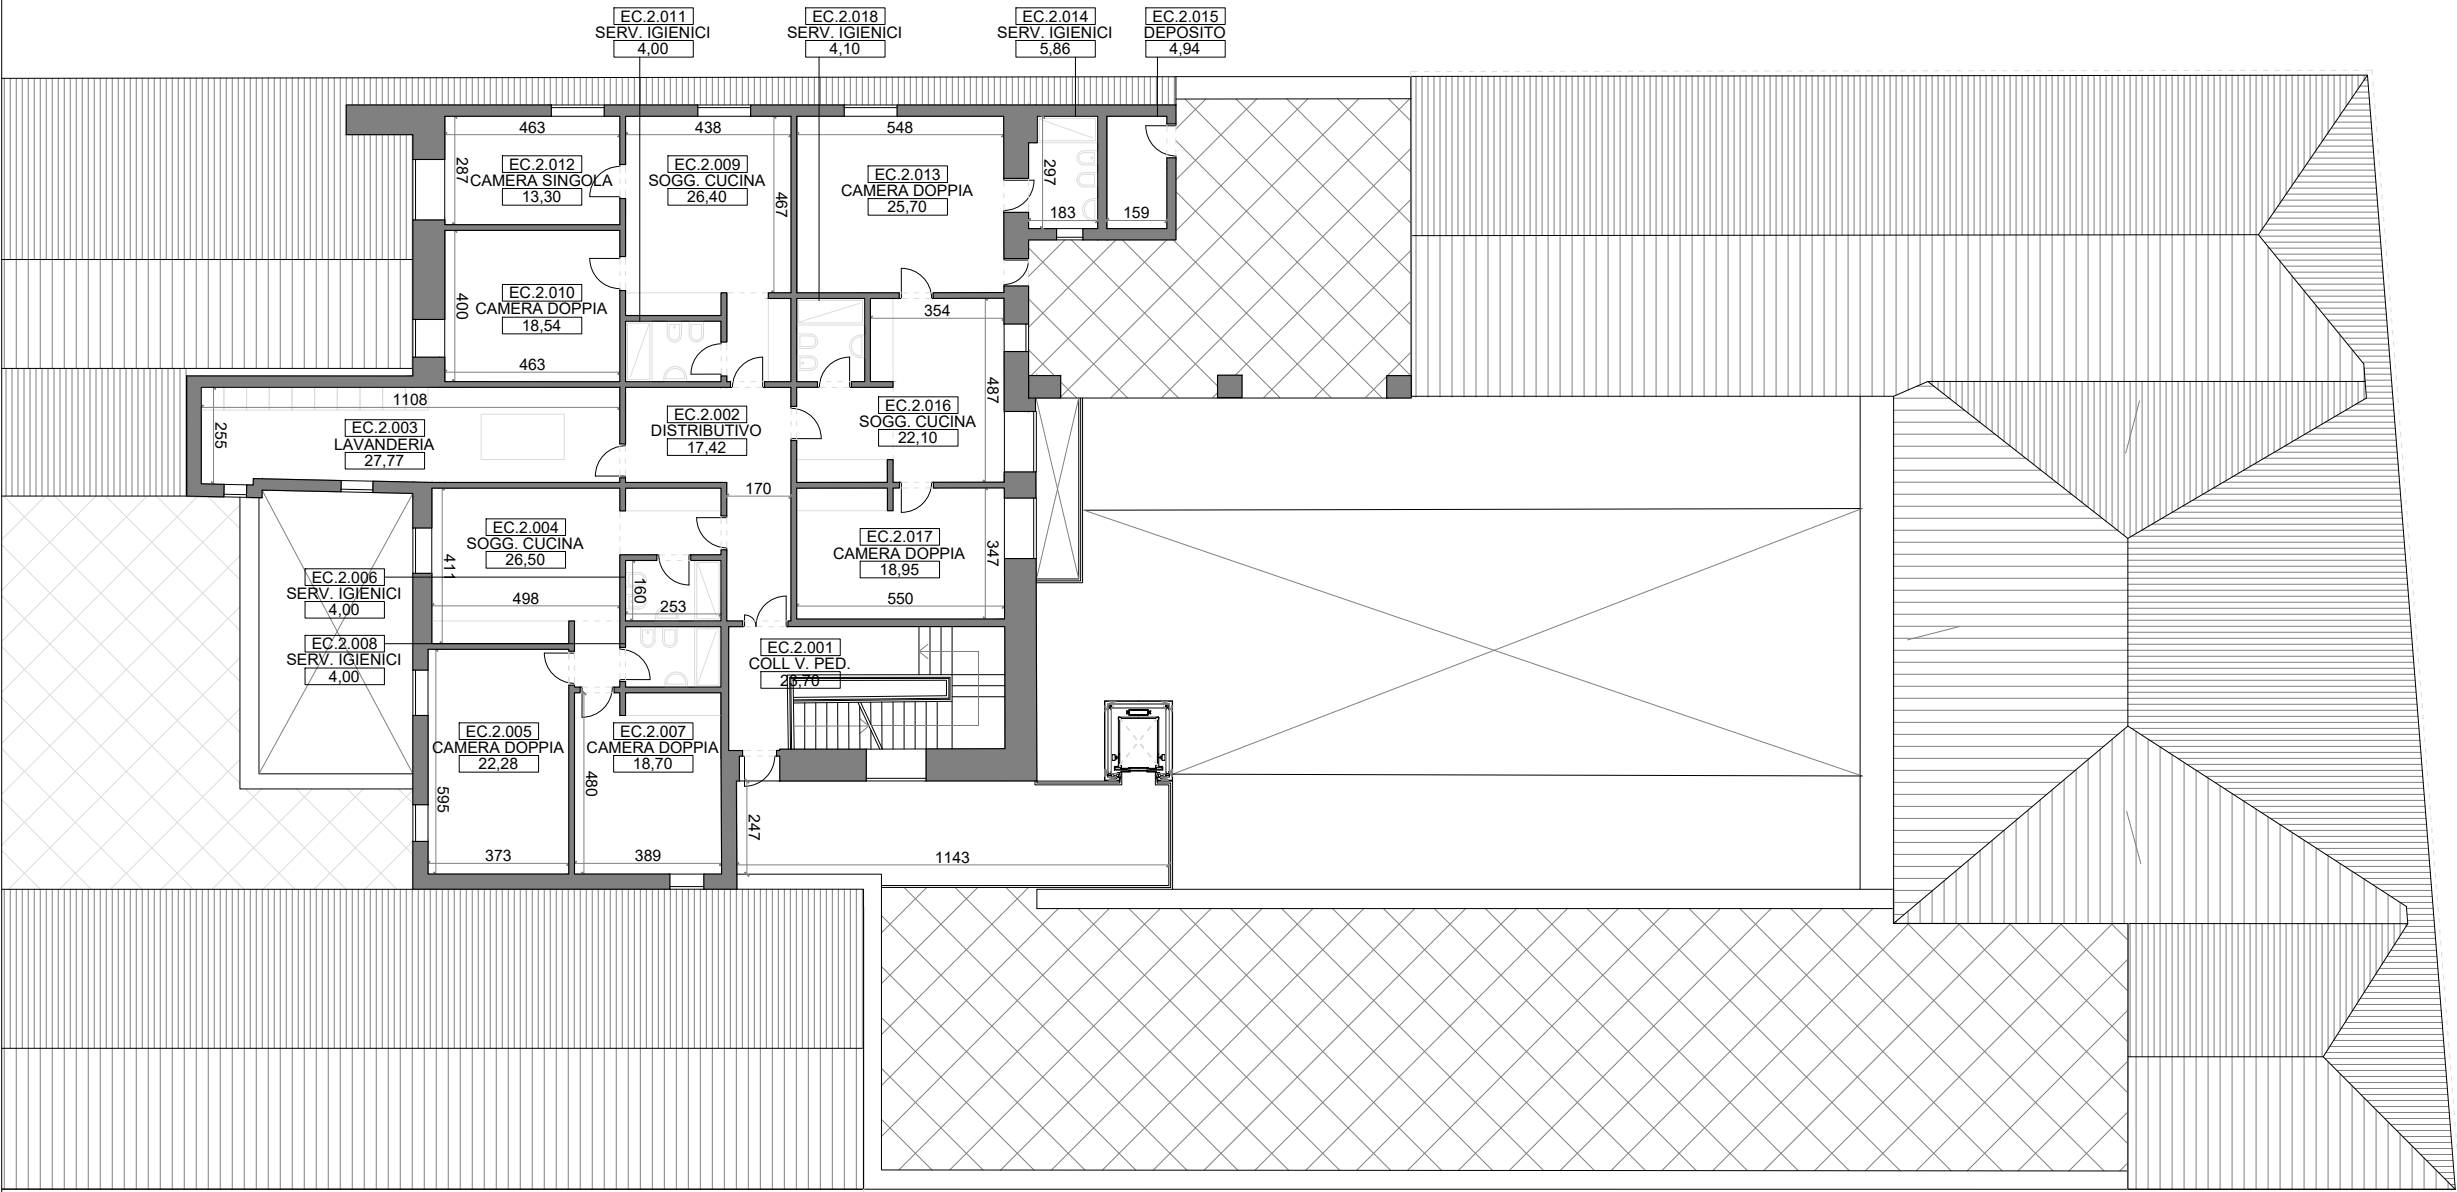 EC.2.011
SERV. IGIENICI
4,00
EC.2.018
SERV. IGIENICI
4,10
EC.2.014
SERV. IGIENICI
5,86
EC.2.015
DEPOSITO
4,94
463
438
548
287
EC.2.012
CAMERA SINGOLA
13,30
EC.2.009
SOGG. CUCINA
26,40
467
EC.2.013
CAMERA DOPPIA
25,70
297
183
159
400
EC.2.010
CAMERA DOPPIA
18,54
463
354
487
1108
255
EC.2.003
LAVANDERIA
27,77
EC.2.002
DISTRIBUTIVO
17,42
EC.2.016
SOGG. CUCINA
22,10
170
EC.2.004
SOGG. CUCINA
26,50
411
498
EC.2.017
CAMERA DOPPIA
18,95
347
550
EC.2.006
SERV. IGIENICI
4,00
160
253
EC.2.008
SERV. IGIENICI
4,00
EC.2.001
COLL V. PED.
23,70
EC.2.005
CAMERA DOPPIA
22,28
EC.2.007
CAMERA DOPPIA
18,70
595
480
247
373
389
1143